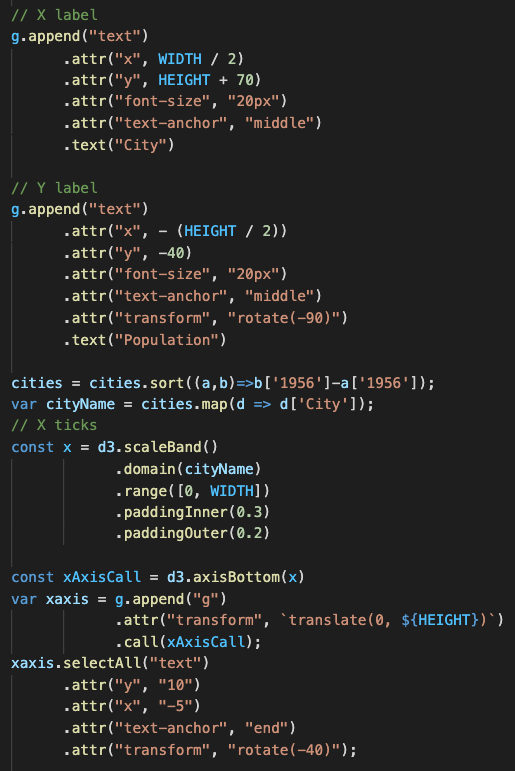 // X label
g.append("text")
.attr("x", WIDTH / 2)
.attr("y", HEIGHT + 70)
.attr("font-size", "20px")
.attr("text-anchor", "middle")
.text("City")
// Y label
g.append("text")
.attr("x", - (HEIGHT / 2))
.attr("y", -40)
.attr("font-size", "20px")
.attr("text-anchor", "middle")
.attr("transform", "rotate(-90)")
.text("Population")
cities = cities.sort((a,b)=>b['1956']-a['1956']);
var cityName = cities.map(d => d['City']);
// X ticks
const x = d3.scaleBand()
.domain(cityName)
.range([0, WIDTH])
.paddingInner(0.3)
.paddingOuter(0.2)
const xAxisCall = d3.axisBottom(x)
var xaxis = g.append("g")
.attr("transform", `translate(0, ${HEIGHT})`)
.call(xAxisCall);
xaxis.selectAll("text")
.attr("y", "10")
.attr("x", "-5")
.attr("text-anchor", "end")
.attr("transform", "rotate(-40)");